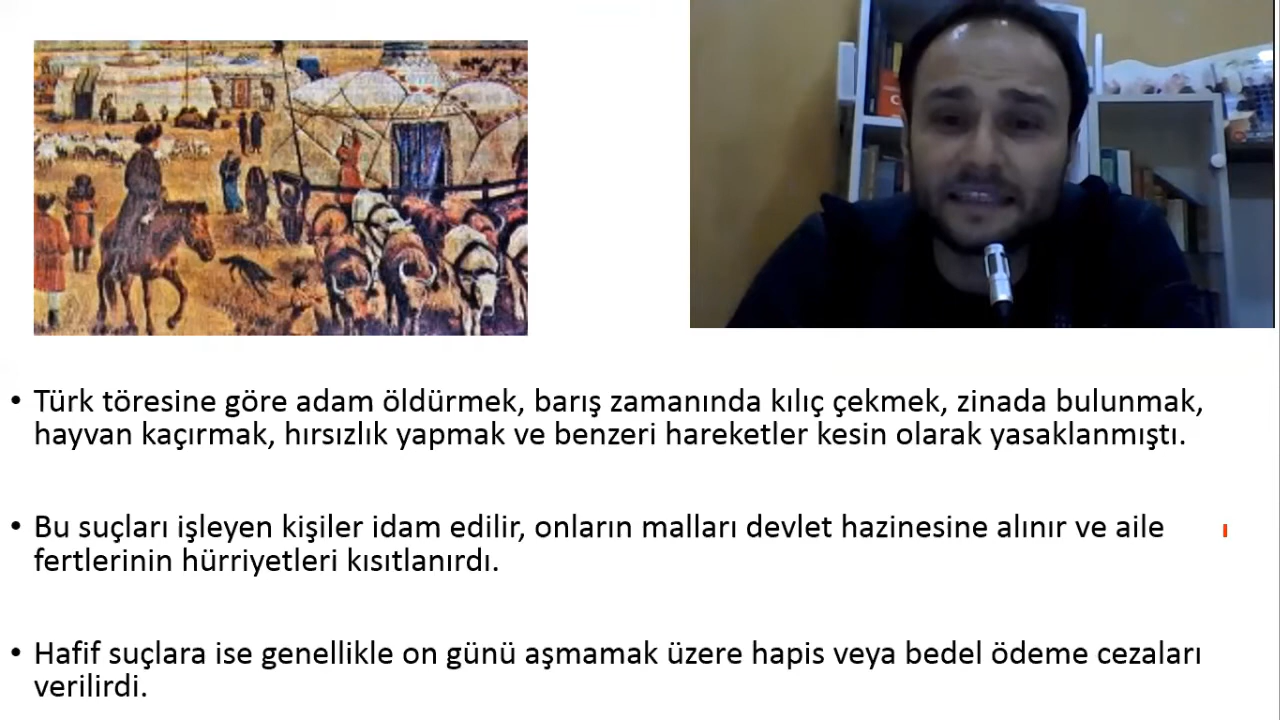 • Türk töresine göre adam öldürmek, barış zamanında kılıç çekmek, zinada bulunmak,
hayvan kaçırmak, hırsızlık yapmak ve benzeri hareketler kesin olarak yasaklanmıştı.
• Bu suçları işleyen kişiler idam edilir, onların malları devlet hazinesine alınır ve aile
fertlerinin hürriyetleri kısıtlanırdı.
• Hafif suçlara ise genellikle on günü aşmamak üzere hapis veya bedel ödeme cezaları
verilirdi.